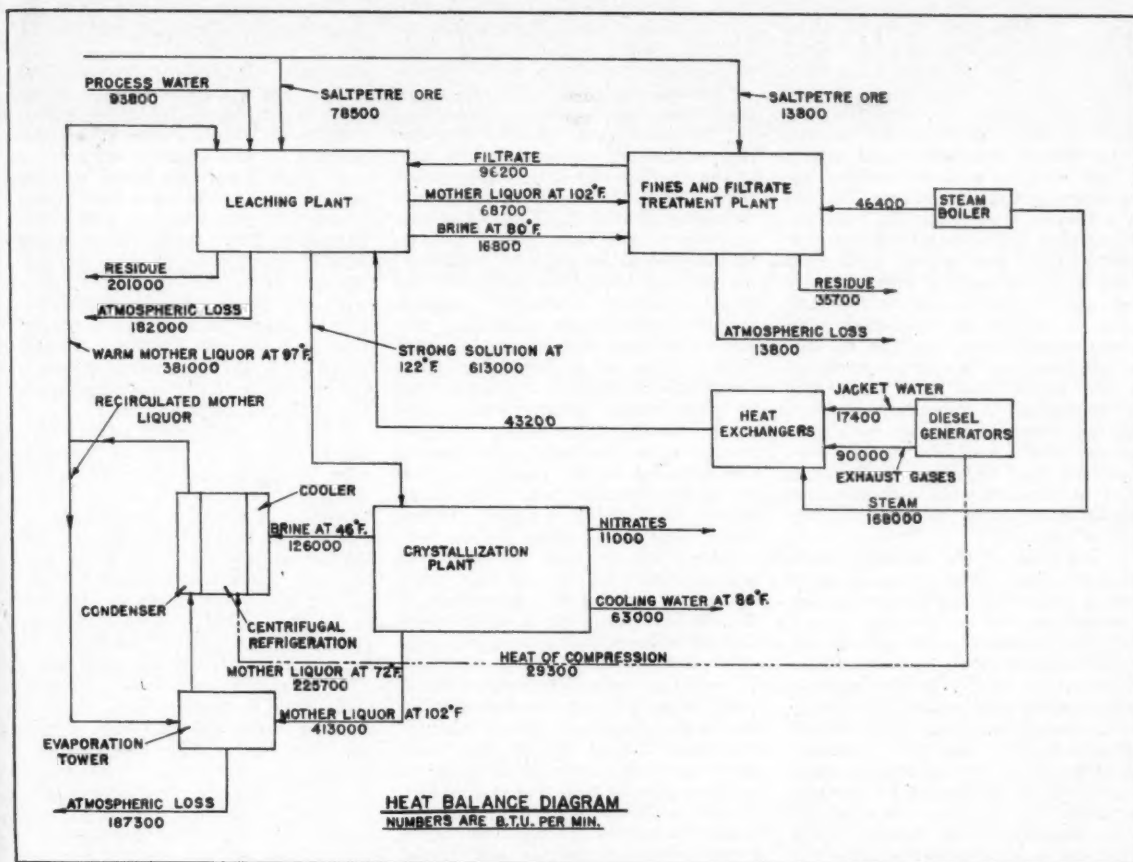 PROCESS WATER
93800
SALTPETRE ORE
78500
SALTPETRE ORE
13800
LEACHING PLANT
FILTRATE
96200
MOTHER LIQUOR AT 102°F.
68700
BRINE AT 80°F.
16800
FINES AND FILTRATE
TREATMENT PLANT
46400
STEAM
BOILER
RESIDUE
201000
ATMOSPHERIC LOSS
182000
RESIDUE
35700
ATMOSPHERIC LOSS
13800
WARM MOTHER LIQUOR AT 97°F.
381000
STRONG SOLUTION AT
122°F 613000
RECIRCULATED MOTHER
LIQUOR
43200
HEAT
EXCHANGERS
JACKET WATER
17400
90000
EXHAUST GASES
DIESEL
GENERATORS
STEAM
168000
COOLER
BRINE AT 46°F.
126000
CRYSTALLIZATION
PLANT
NITRATES
11000
COOLING WATER AT 86°F.
63000
CONDENSER
CENTRIFUGAL
REFRIGERATION
HEAT OF COMPRESSION
29300
MOTHER LIQUOR AT 72°F.
225700
MOTHER LIQUOR AT 102°F
413000
EVAPORATION
TOWER
ATMOSPHERIC LOSS
187300
HEAT BALANCE DIAGRAM
NUMBERS ARE B.T.U. PER MIN.